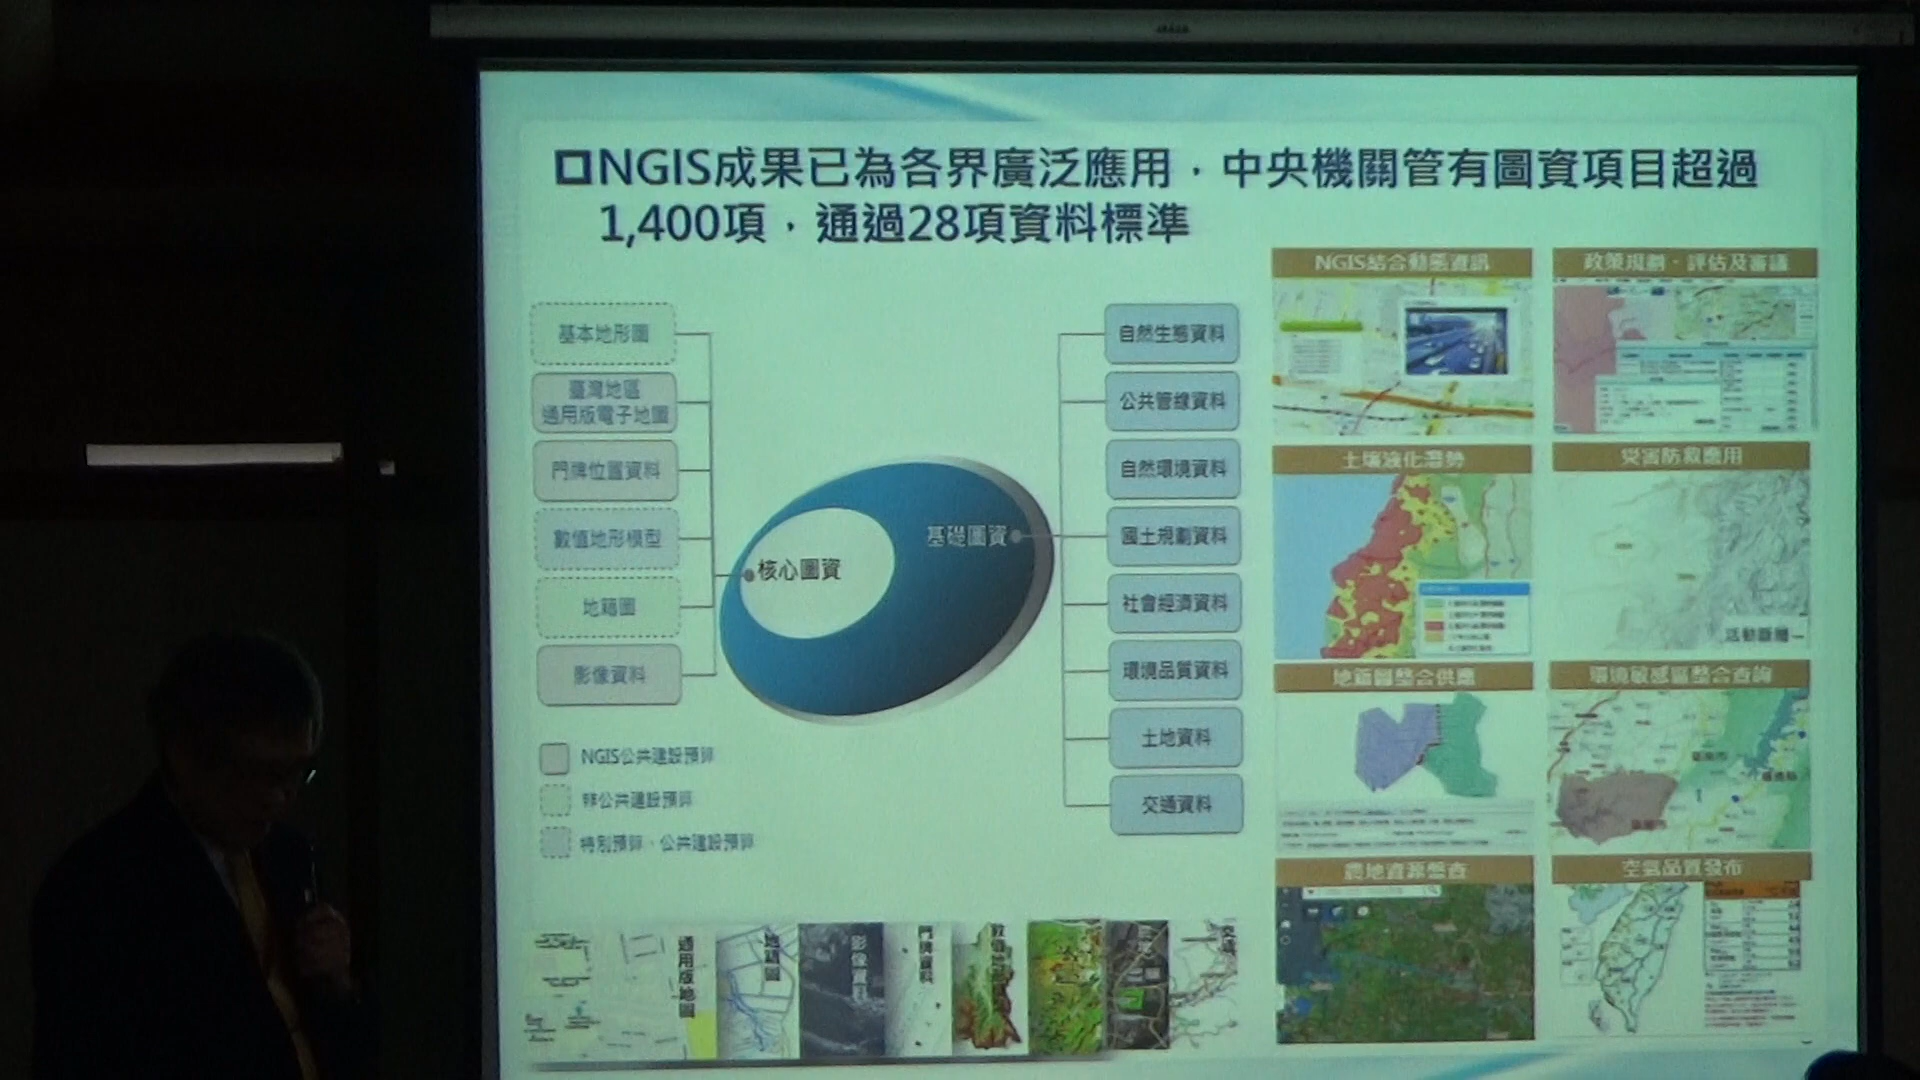 NGIS成果已為各界廣泛應用，中央機關管有圖資項目超過
1,400項，通過28項資料標準
基本地形圖
臺灣地區
通用版電子地圖
門牌位置資料
數值地形模型
地籍圖
影像資料
核心圖資
基礎圖資
自然生態資料
公共管線資料
自然環境資料
國土規劃資料
社會經濟資料
環境品質資料
土地資料
交通資料
NGIS公共建設預算
非公共建設預算
特別預算、公共建設預算
NGIS結合動態資訊
政策規劃、評估及審議
土壤液化潛勢
災害防救應用
活動斷層
地籍圖整合供應
環境敏感區整合查詢
農地資源盤查
空氣品質發布
通用版地圖
地籍圖
影像資料
門牌資料